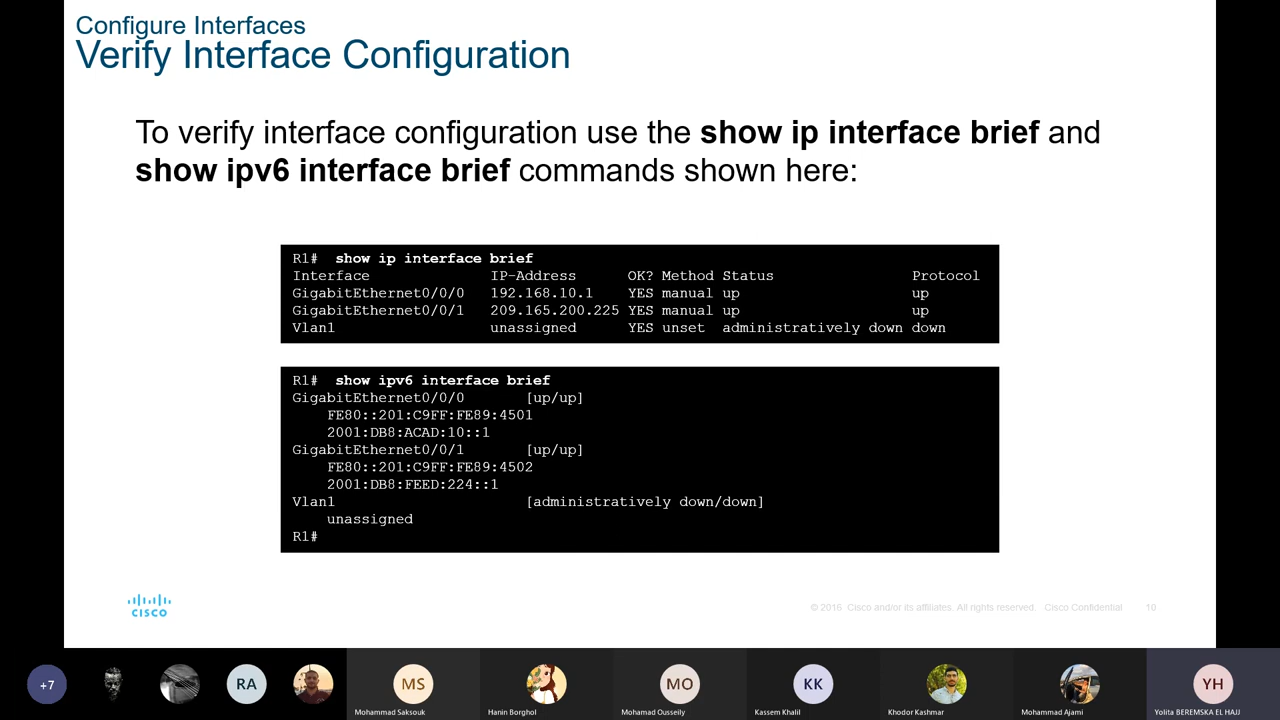 Configure Interfaces
Verify Interface Configuration
To verify interface configuration use the show ip interface brief and
show ipv6 interface brief commands shown here:
R1# show ip interface brief
Interface IP-Address OK? Method Status Protocol
GigabitEthernet0/0/0 192.168.10.1 YES manual up up
GigabitEthernet0/0/1 209.165.200.225 YES manual up up
Vlan1 unassigned YES unset administratively down down
R1# show ipv6 interface brief
GigabitEthernet0/0/0 [up/up]
FE80::201:C9FF:FE89:4501
2001:DB8:ACAD:10::1
GigabitEthernet0/0/1 [up/up]
FE80::201:C9FF:FE89:4502
2001:DB8:FEED:224::1
Vlan1 [administratively down/down]
unassigned
R1#
CISCO
© 2016 Cisco and/or its affiliates. All rights reserved. Cisco Confidential 10
+7 RA MS MO KK YH
Mohammad Saksouk Hanin Borghol Mohamad Ousseily Kassem Khalil Khodor Kashmar Mohammad Ajami Yolita BEREMSKA EL HAJJ